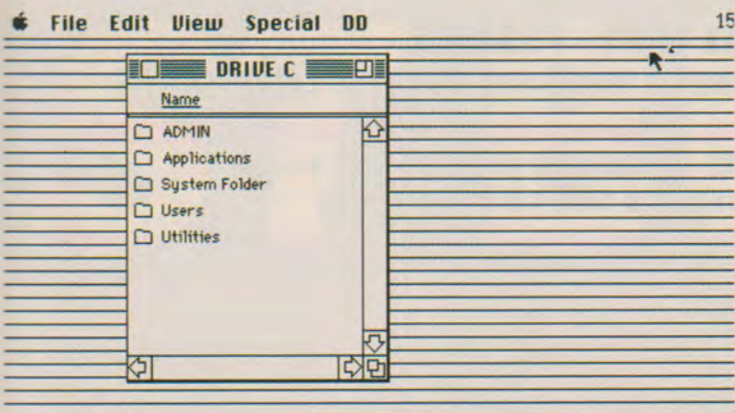 File Edit View Special DD 15
DRIVE C
Name
ADMIN
Applications
System Folder
Users
Utilities